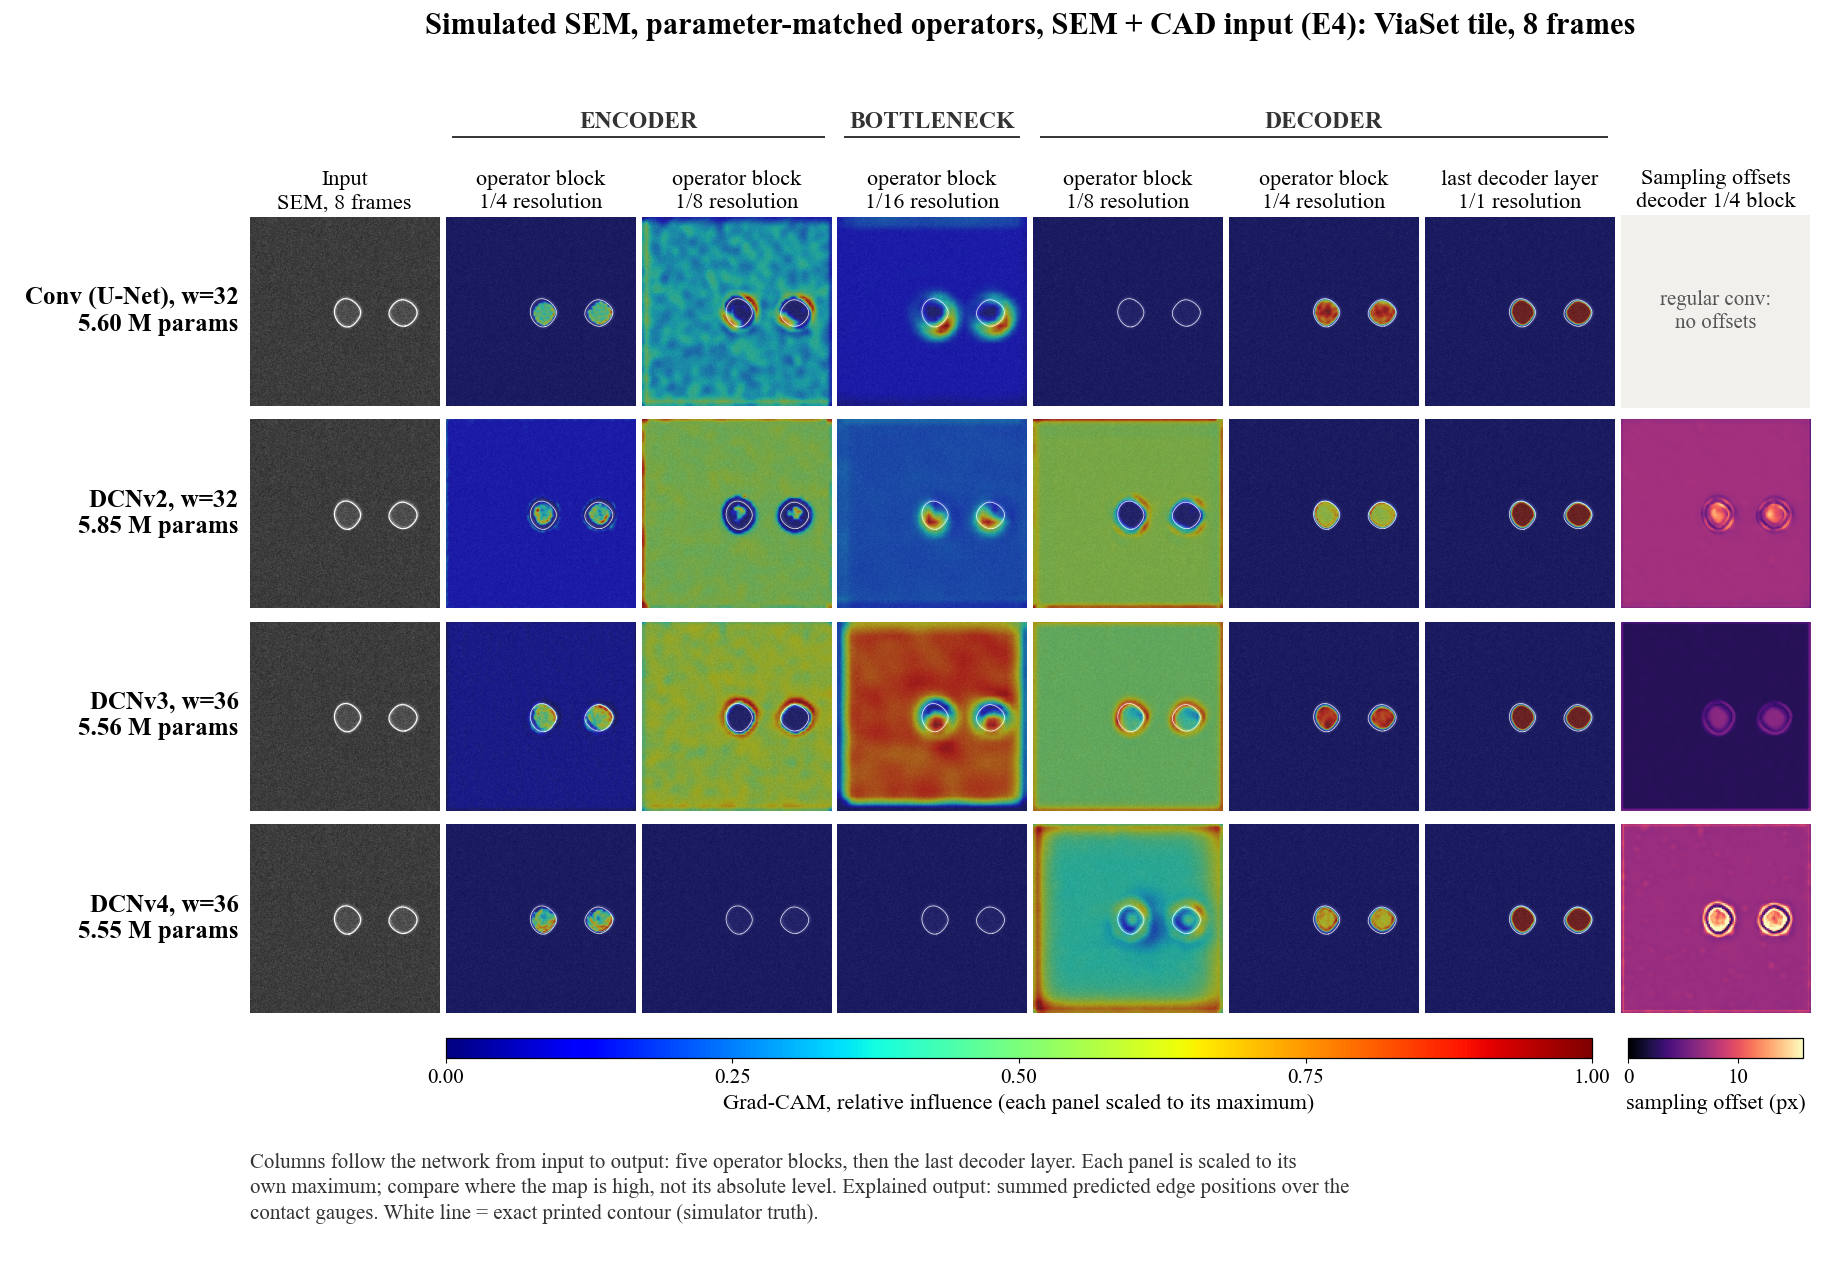 Simulated SEM, parameter-matched operators, SEM + CAD input (E4): ViaSet tile, 8 frames
ENCODER
BOTTLENECK
DECODER
Input
SEM, 8 frames
operator block
1/4 resolution
operator block
1/8 resolution
operator block
1/16 resolution
operator block
1/8 resolution
operator block
1/4 resolution
last decoder layer
1/1 resolution
Sampling offsets
decoder 1/4 block
Conv (U-Net), w=32
5.60 M params
regular conv:
no offsets
DCNv2, w=32
5.85 M params
DCNv3, w=36
5.56 M params
DCNv4, w=36
5.55 M params
0.00 0.25 0.50 0.75 1.00
Grad-CAM, relative influence (each panel scaled to its maximum)
0 10
sampling offset (px)
Columns follow the network from input to output: five operator blocks, then the last decoder layer. Each panel is scaled to its
own maximum; compare where the map is high, not its absolute level. Explained output: summed predicted edge positions over the
contact gauges. White line = exact printed contour (simulator truth).